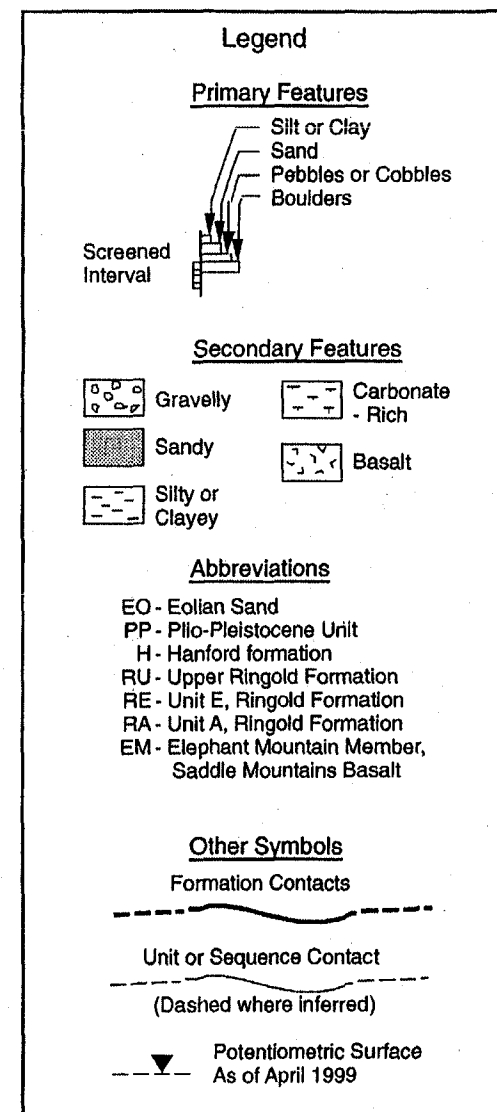 Legend
Primary Features
Silt or Clay
Sand
Pebbles or Cobbles
Boulders
Screened
Interval
Secondary Features
Gravelly
Carbonate
- Rich
Sandy
Basalt
Silty or
Clayey
Abbreviations
EO - Eolian Sand
PP - Plio-Pleistocene Unit
H - Hanford formation
RU - Upper Ringold Formation
RE - Unit E, Ringold Formation
RA - Unit A, Ringold Formation
EM - Elephant Mountain Member,
Saddle Mountains Basalt
Other Symbols
Formation Contacts
Unit or Sequence Contact
(Dashed where inferred)
Potentiometric Surface
As of April 1999